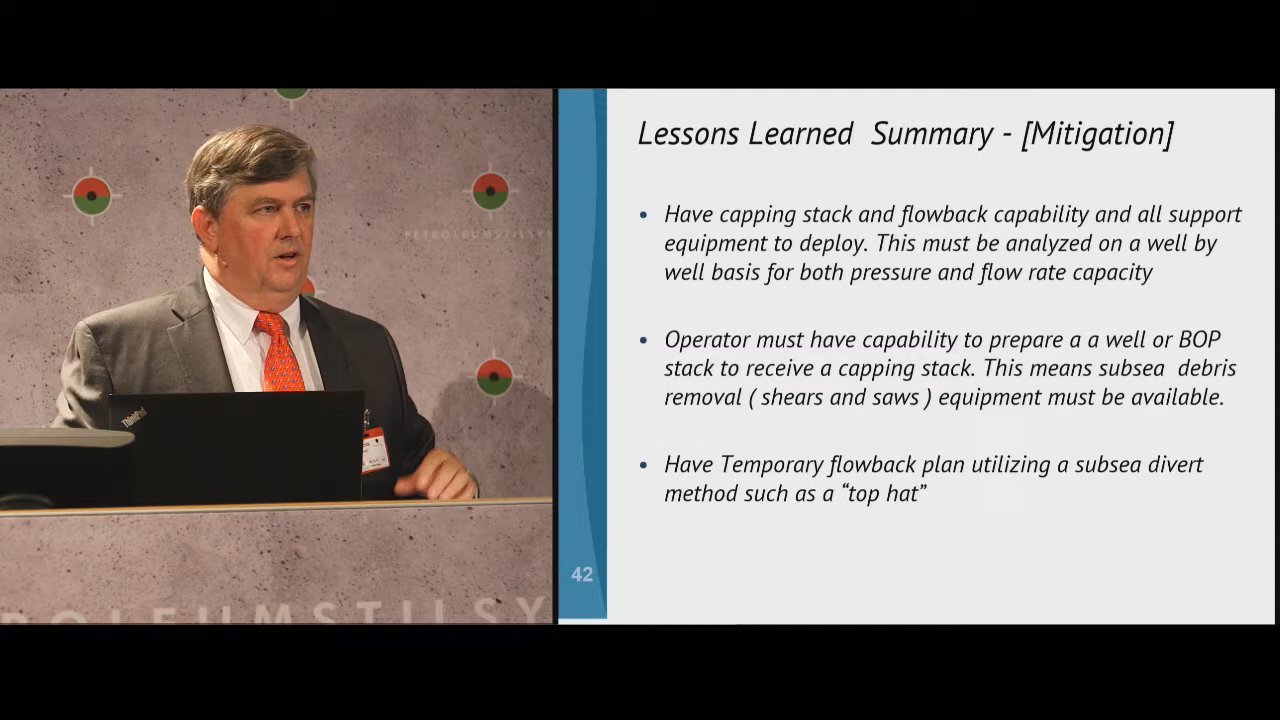 Lessons Learned Summary - [Mitigation]
• Have capping stack and flowback capability and all support
equipment to deploy. This must be analyzed on a well by
well basis for both pressure and flow rate capacity
• Operator must have capability to prepare a a well or BOP
stack to receive a capping stack. This means subsea debris
removal ( shears and saws ) equipment must be available.
• Have Temporary flowback plan utilizing a subsea divert
method such as a “top hat”
42
PETROLEUMSTILSYN
ThinkPad
ROLEUMSTILSY